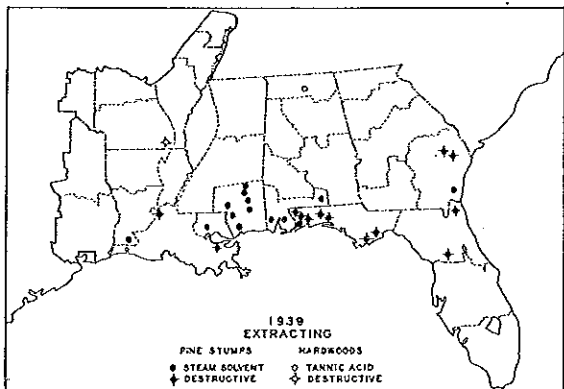 1939
EXTRACTING
PINE STUMPS HARDWOODS
STEAM SOLVENT TANNIC ACID
DESTRUCTIVE DESTRUCTIVE